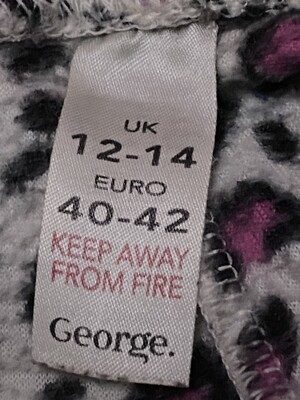 UK
12-14
EURO
40-42
KEEP AWAY
FROM FIRE
George.